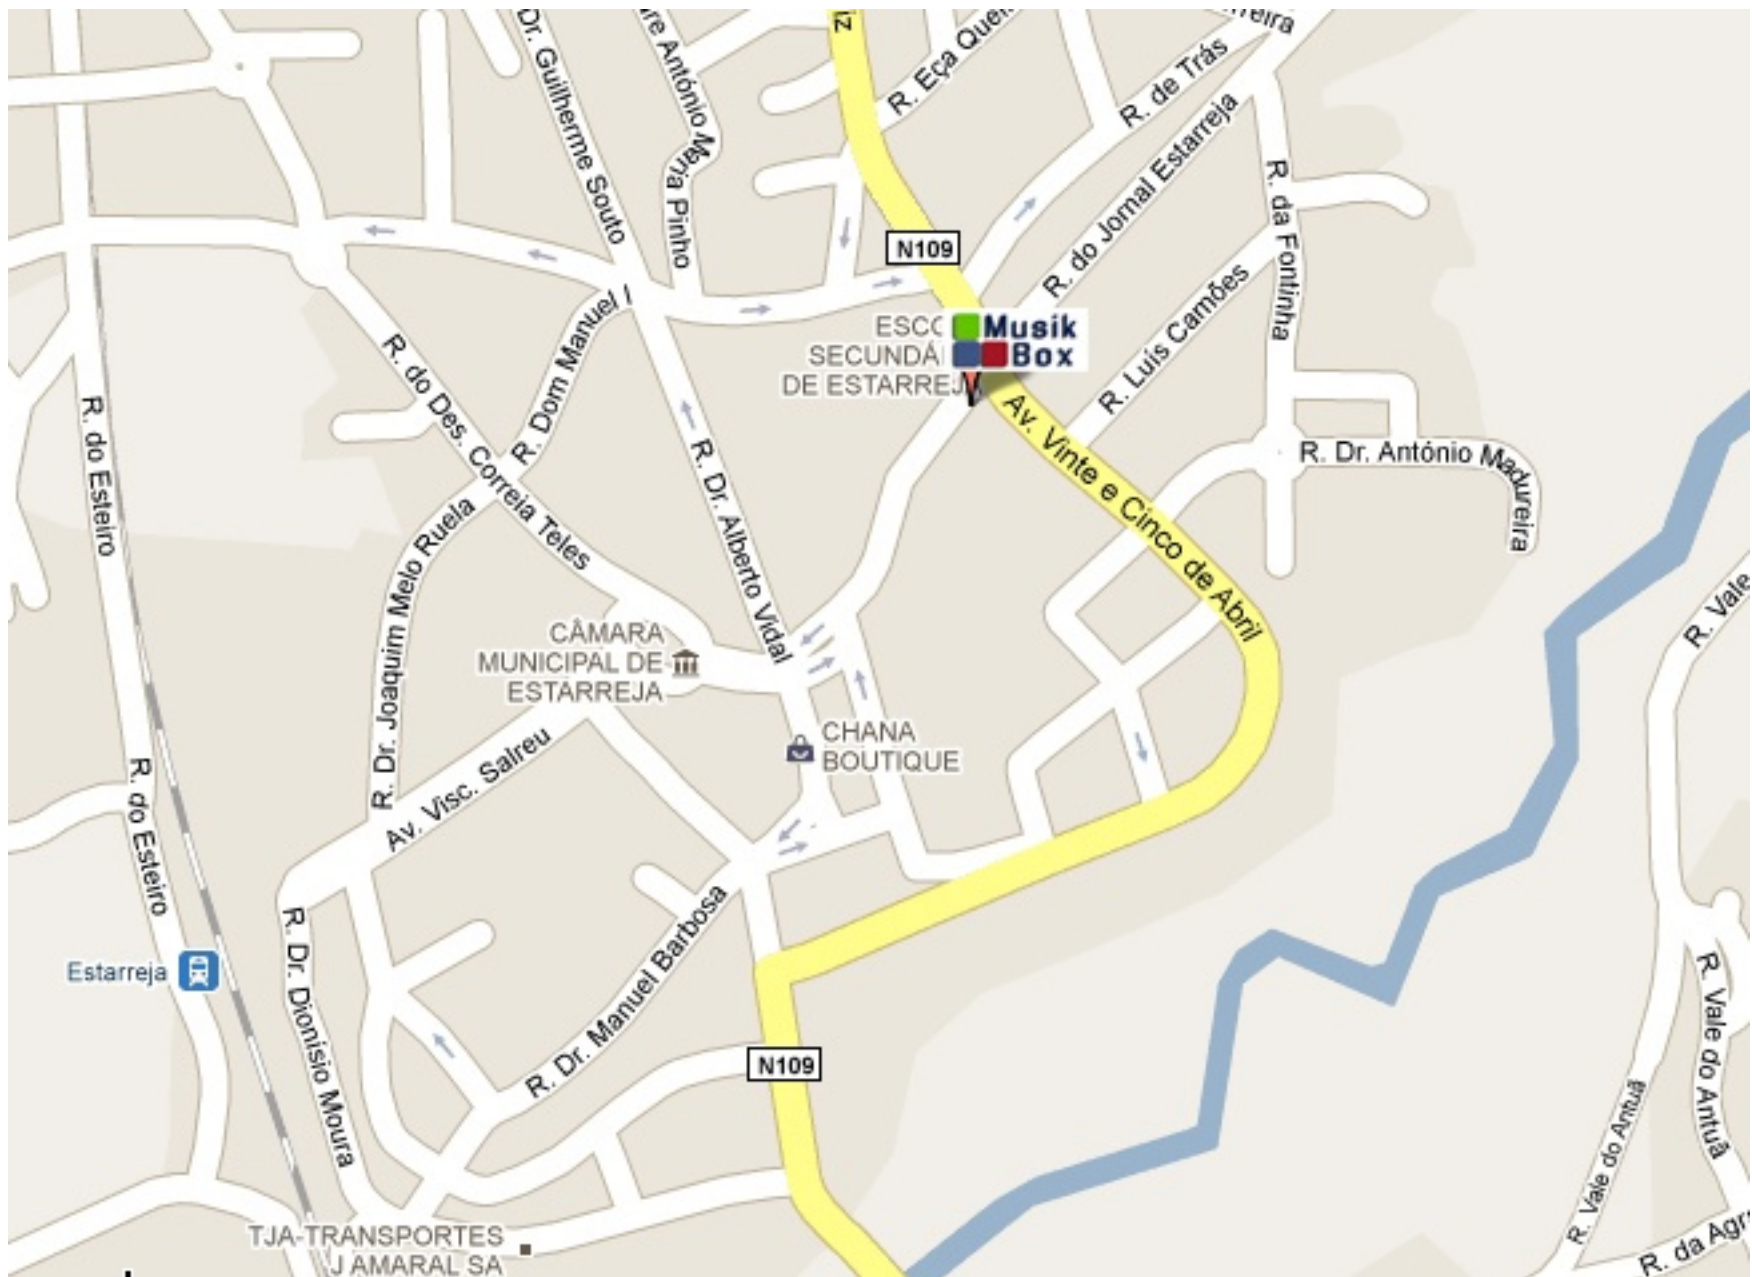 Dr. Guilherme Souto
António Maria Pinho
R. Eça
R. de Trás
R. do Jornal Estarreja
R. da Fontinha
N109
R. Luís Camões
Musik
Box
SECUNDÁ
DE ESTARREJA
Av. Vinte e Cinco de Abril
R. Dr. António Madureira
R. Dom Manuel I
R. do Des. Correia Teles
R. do Esteiro
R. Dr. Alberto Vidal
R. Dr. Joaquim Melo Ruela
CÂMARA
MUNICIPAL DE
ESTARREJA
R. Vale
CHANA
BOUTIQUE
Av. Visc. Salreu
R. do Esteiro
R. Dr. Manuel Barbosa
R. Dr. Dionísio Moura
Estarreja
N109
R. Vale do Antuã
R. Vale do Antuã
R. da Agr
TJA-TRANSPORTES
J AMARAL SA